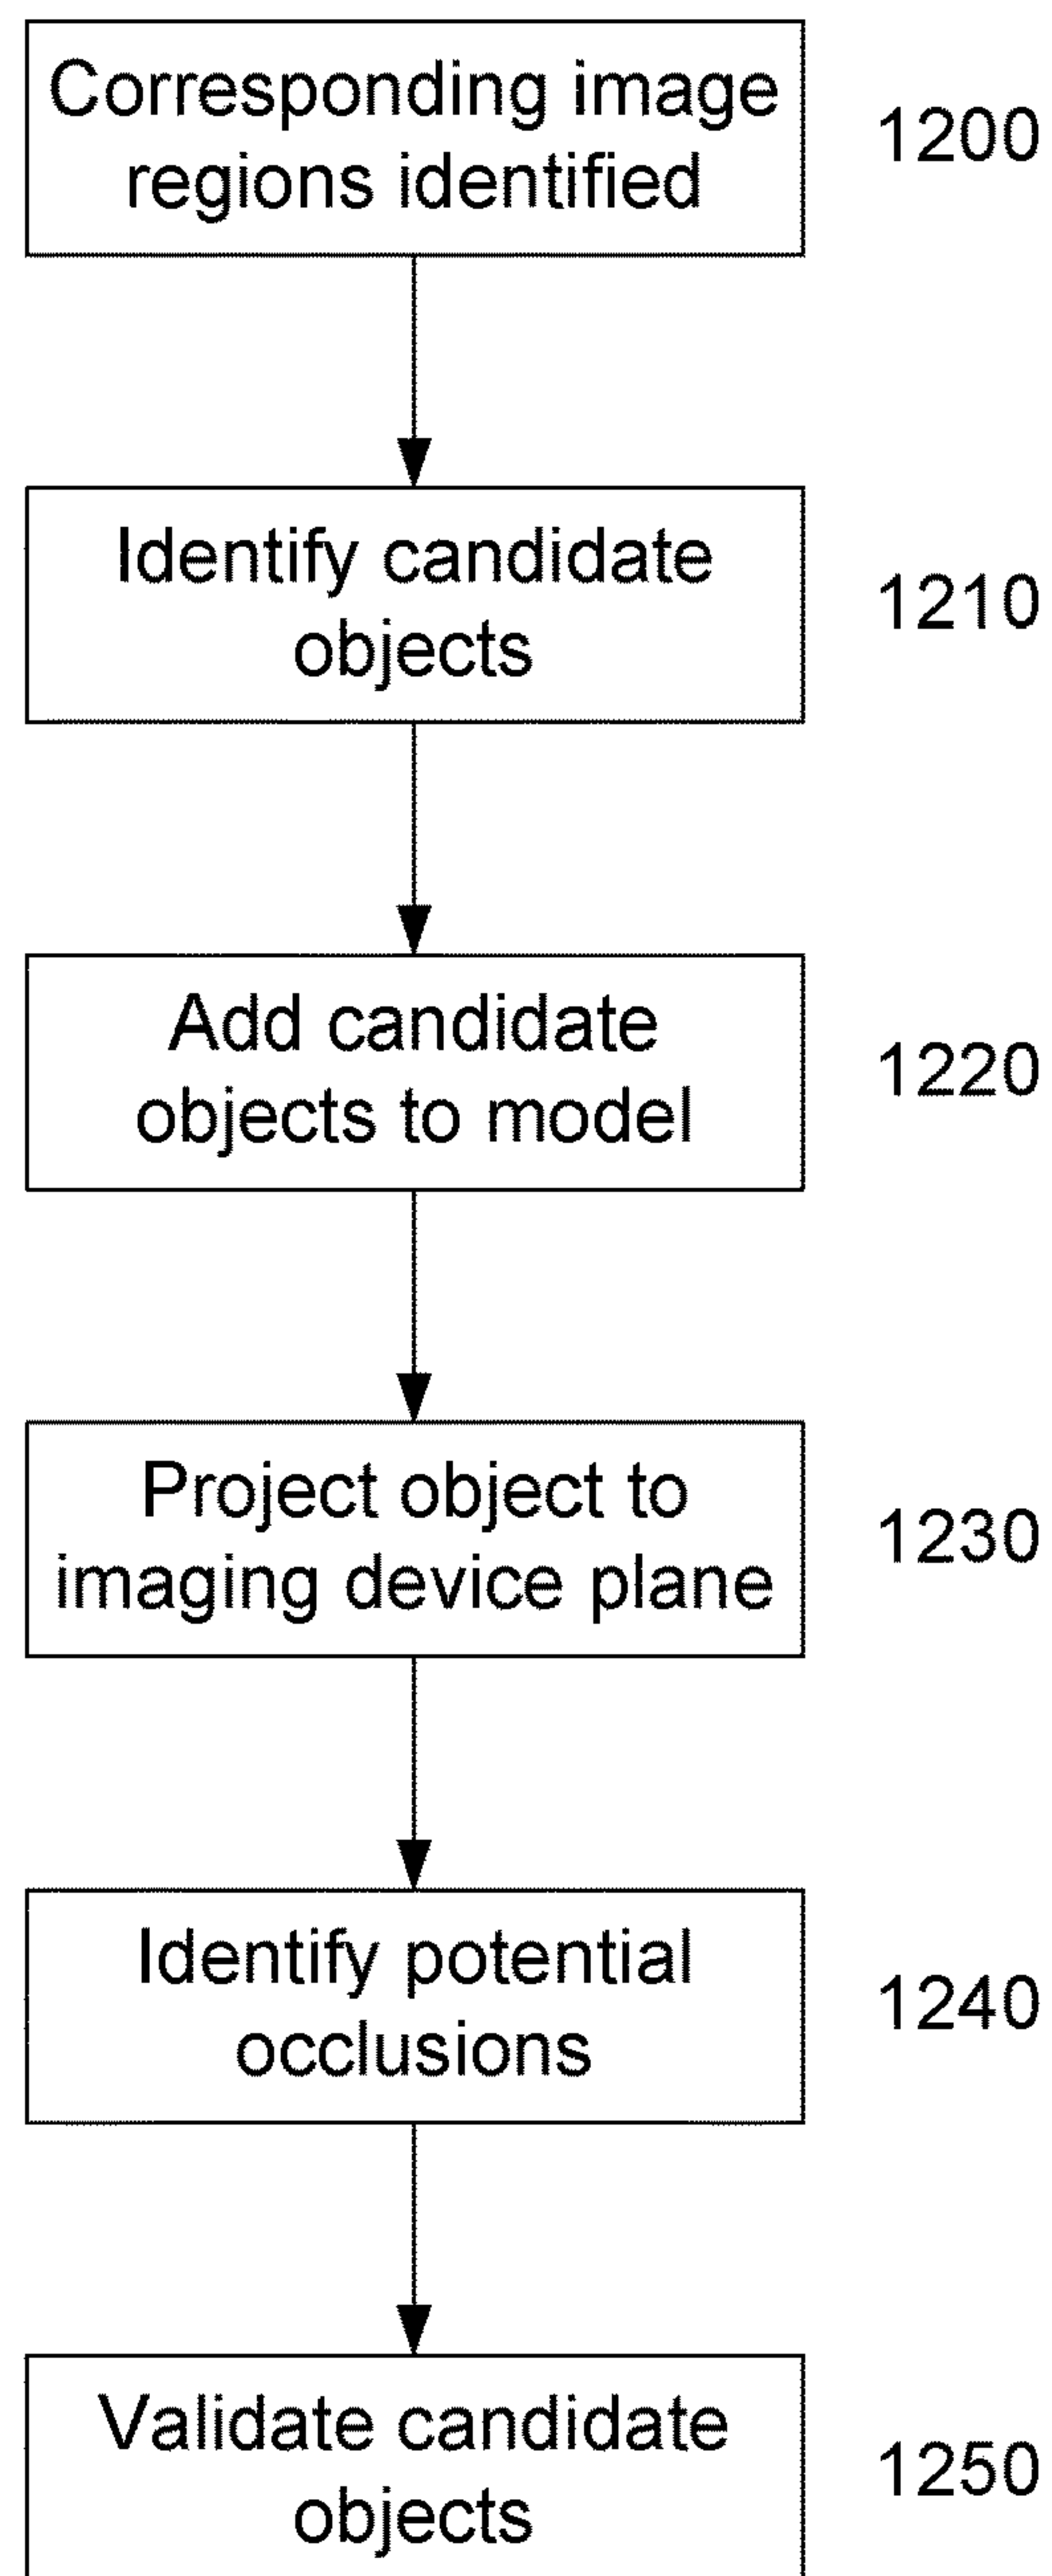 Corresponding image
regions identified
1200
Identify candidate
objects
1210
Add candidate
objects to model
1220
Project object to
imaging device plane
1230
Identify potential
occlusions
1240
Validate candidate
objects
1250